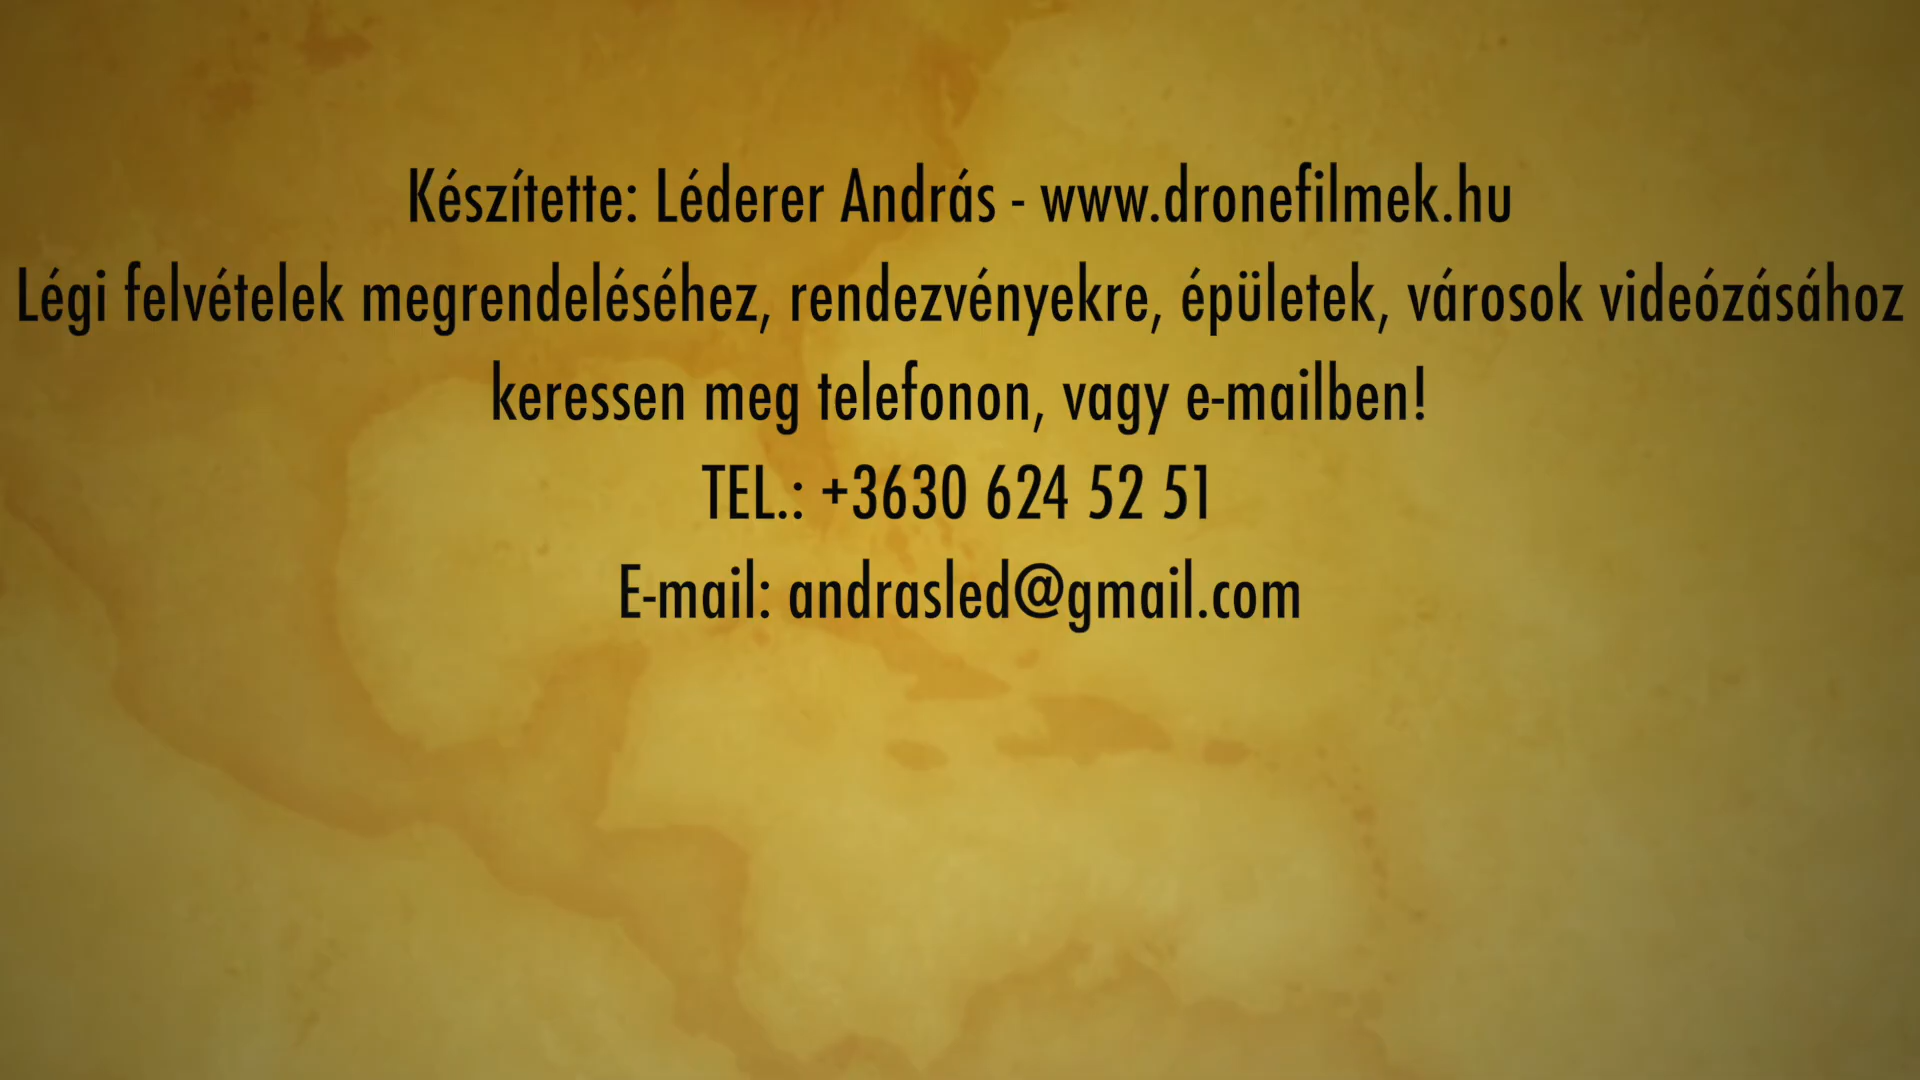 Készítette: Léderer András - www.dronefilmek.hu
Légi felvételek megrendeléséhez, rendezvényekre, épületek, városok videózásához
keressen meg telefonon, vagy e-mailben!
TEL.: +3630 624 52 51
E-mail: andrasled@gmail.com